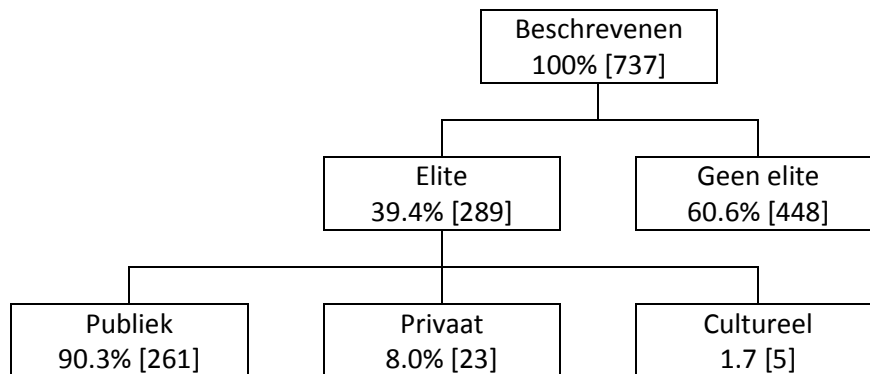 Beschrevenen
100% [737]
Elite
39.4% [289]
Geen elite
60.6% [448]
Publiek
90.3% [261]
Privaat
8.0% [23]
Cultureel
1.7 [5]